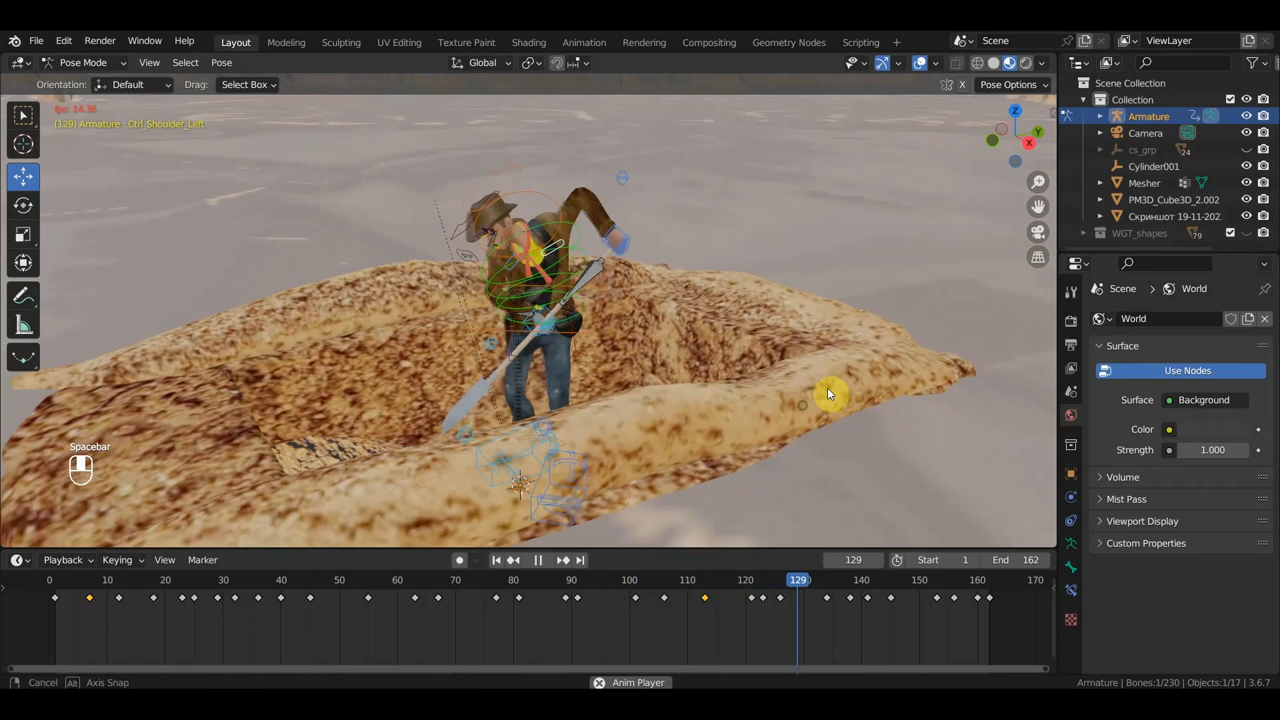 File Edit Render Window Help Layout Modeling Sculpting UV Editing Texture Paint Shading Animation Rendering Compositing Geometry Nodes Scripting + Scene ViewLayer
Pose Mode View Select Pose Global
Orientation: Default Drag: Select Box X Pose Options
fps: 14.56
(129) Armature : Ctrl_Shoulder_Left
Z
Y
X
Spacebar
Scene Collection
Collection
Armature
Camera
cs_grp 24
Cylinder001
Mesher
PM3D_Cube3D_2.002
Скриншот 19-11-202
WGT_shapes 79
Scene > World
World
Surface
Use Nodes
Surface Background
Color
Strength 1.000
Volume
Mist Pass
Viewport Display
Custom Properties
Playback Keying View Marker 129 Start 1 End 162
0 10 20 30 40 50 60 70 80 90 100 110 120 129 140 150 160 170
Cancel Alt Axis Snap Anim Player Armature | Bones:1/230 | Objects:1/17 | 3.6.7